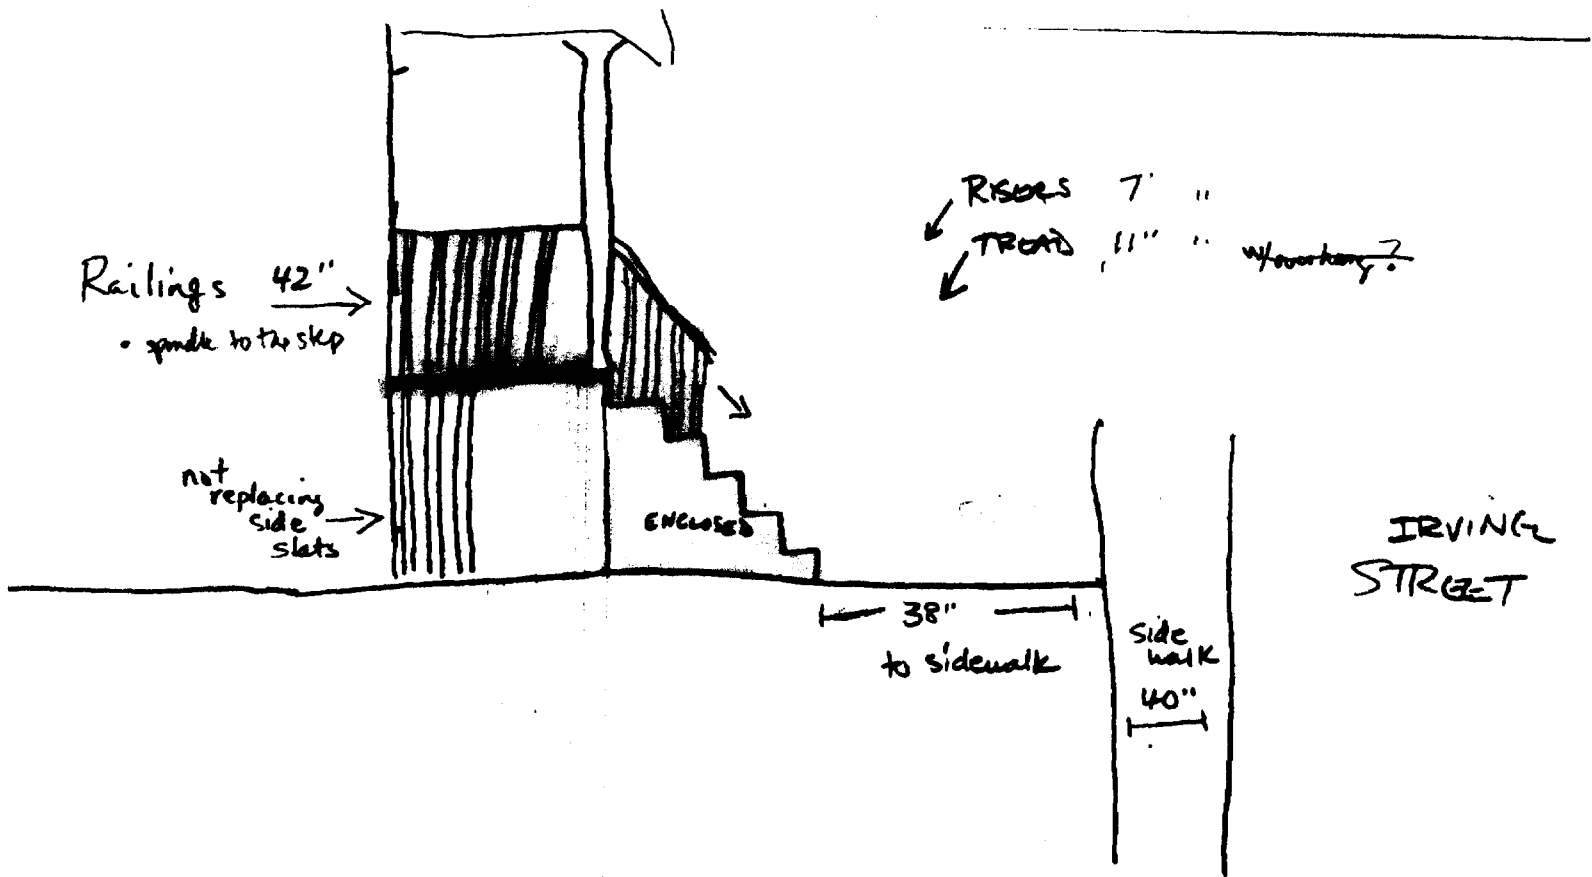 RISERS 7" "
TREAD 11" " w/overhang?
Railings 42"
• spindle to the step
not
replacing
side
slats
ENCLOSED
IRVING
STREET
38"
to sidewalk
side
walk
40"